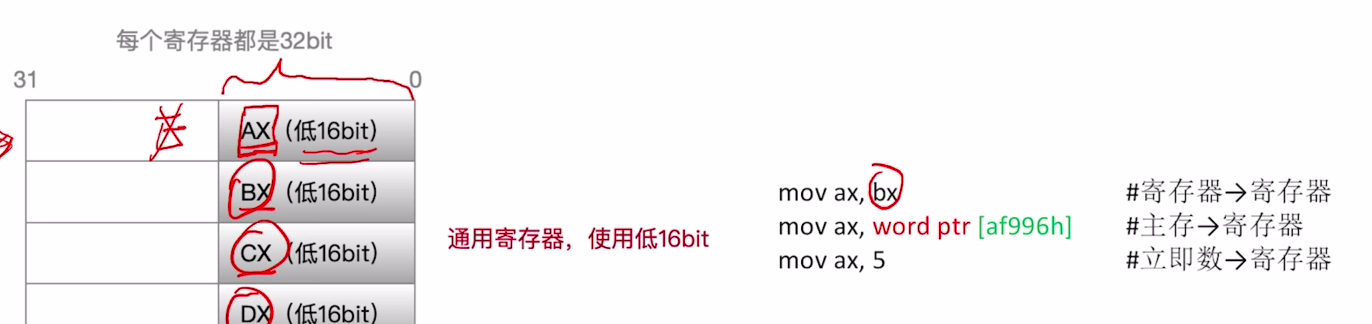 每个寄存器都是32bit
31 0
AX（低16bit）
BX（低16bit）
mov ax, bx #寄存器→寄存器
mov ax, word ptr [af996h] #主存→寄存器
CX（低16bit）
通用寄存器，使用低16bit
mov ax, 5 #立即数→寄存器
DX（低16bit）